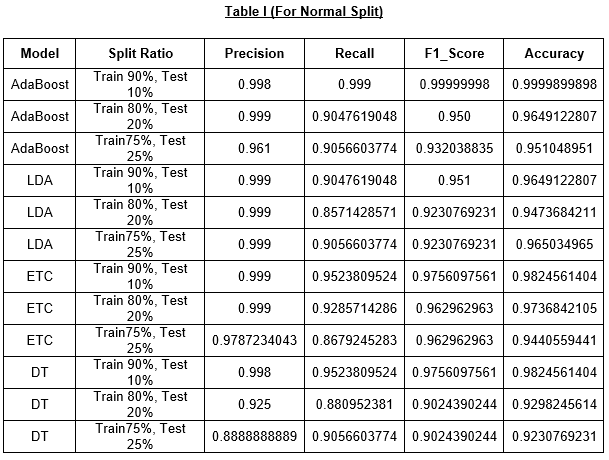 Table I (For Normal Split)
Model Split Ratio Precision Recall F1_Score Accuracy
AdaBoost Train 90%, Test 10% 0.998 0.999 0.99999998 0.9999899898
AdaBoost Train 80%, Test 20% 0.999 0.9047619048 0.950 0.9649122807
AdaBoost Train75%, Test 25% 0.961 0.9056603774 0.932038835 0.951048951
LDA Train 90%, Test 10% 0.999 0.9047619048 0.951 0.9649122807
LDA Train 80%, Test 20% 0.999 0.8571428571 0.9230769231 0.9473684211
LDA Train75%, Test 25% 0.999 0.9056603774 0.9230769231 0.965034965
ETC Train 90%, Test 10% 0.999 0.9523809524 0.9756097561 0.9824561404
ETC Train 80%, Test 20% 0.999 0.9285714286 0.962962963 0.9736842105
ETC Train75%, Test 25% 0.9787234043 0.8679245283 0.962962963 0.9440559441
DT Train 90%, Test 10% 0.998 0.9523809524 0.9756097561 0.9824561404
DT Train 80%, Test 20% 0.925 0.880952381 0.9024390244 0.9298245614
DT Train75%, Test 25% 0.8888888889 0.9056603774 0.9024390244 0.9230769231